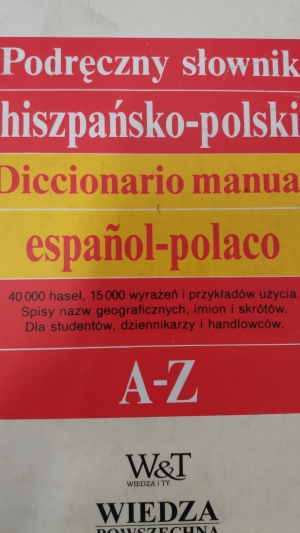 Podręczny słownik
hiszpańsko-polski
Diccionario manua
español-polaco
40 000 haseł, 15 000 wyrażeń i przykładów użycia.
Spisy nazw geograficznych, imion i skrótów.
Dla studentów, dziennikarzy i handlowców.
A-Z
W&T
WIEDZA i TY
WIEDZA
POWSZECHNA